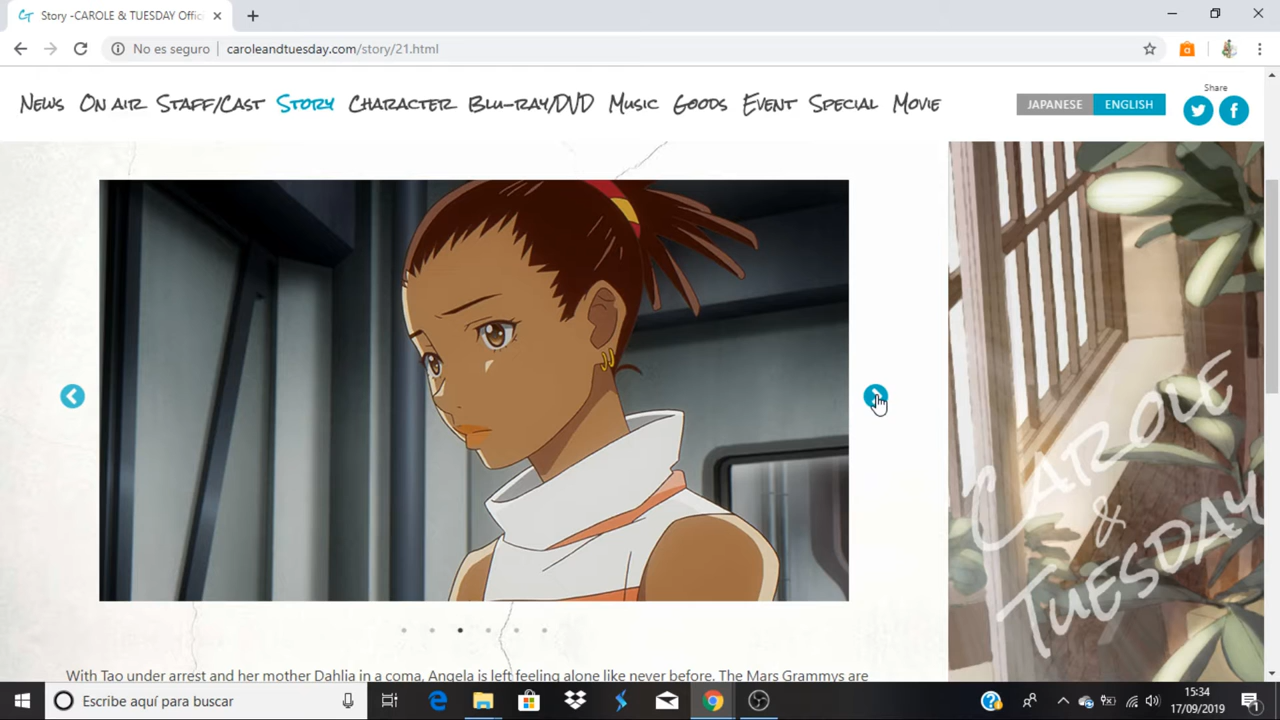 Story -CAROLE & TUESDAY Offic
No es seguro
caroleandtuesday.com/story/21.html
NEWS ON AIR STAFF/CAST STORY CHARACTER BLU-RAY/DVD MUSIC GOODS EVENT SPECIAL MOVIE
JAPANESE ENGLISH
Share
CAROLE
&
TUESDAY
With Tao under arrest and her mother Dahlia in a coma, Angela is left feeling alone like never before. The Mars Grammys are
Escribe aquí para buscar
15:34
17/09/2019
1